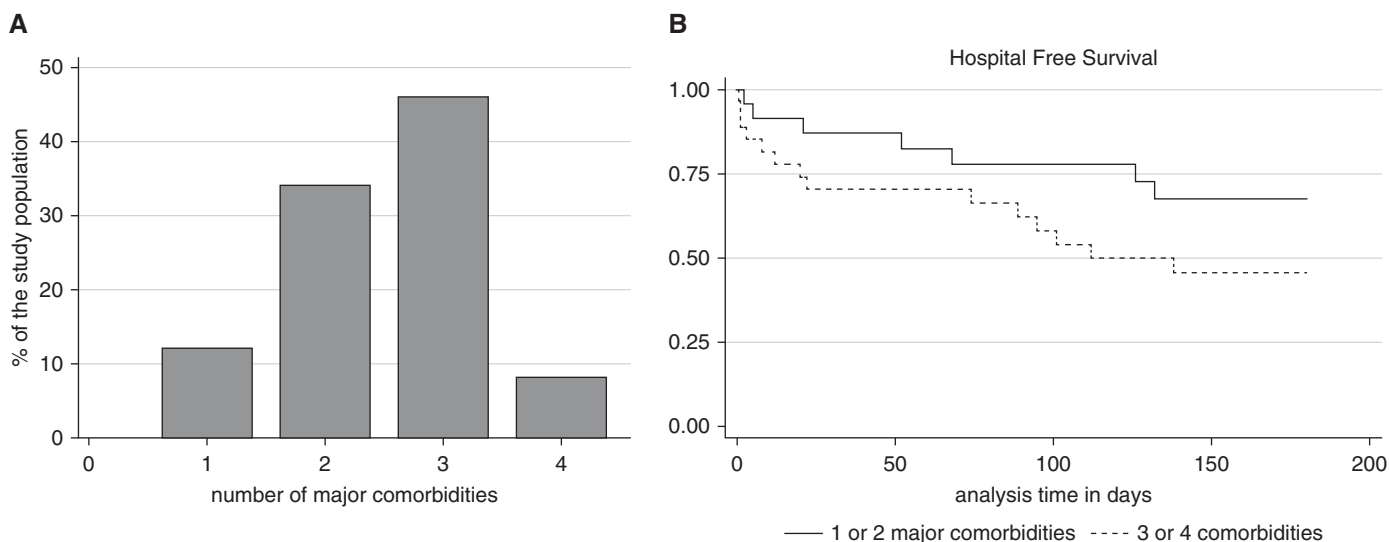 A
50
40
30
20
10
0
% of the study population
0 1 2 3 4
number of major comorbidities
B
Hospital Free Survival
1.00
0.75
0.50
0.25
0.00
0 50 100 150 200
analysis time in days
1 or 2 major comorbidities 3 or 4 comorbidities